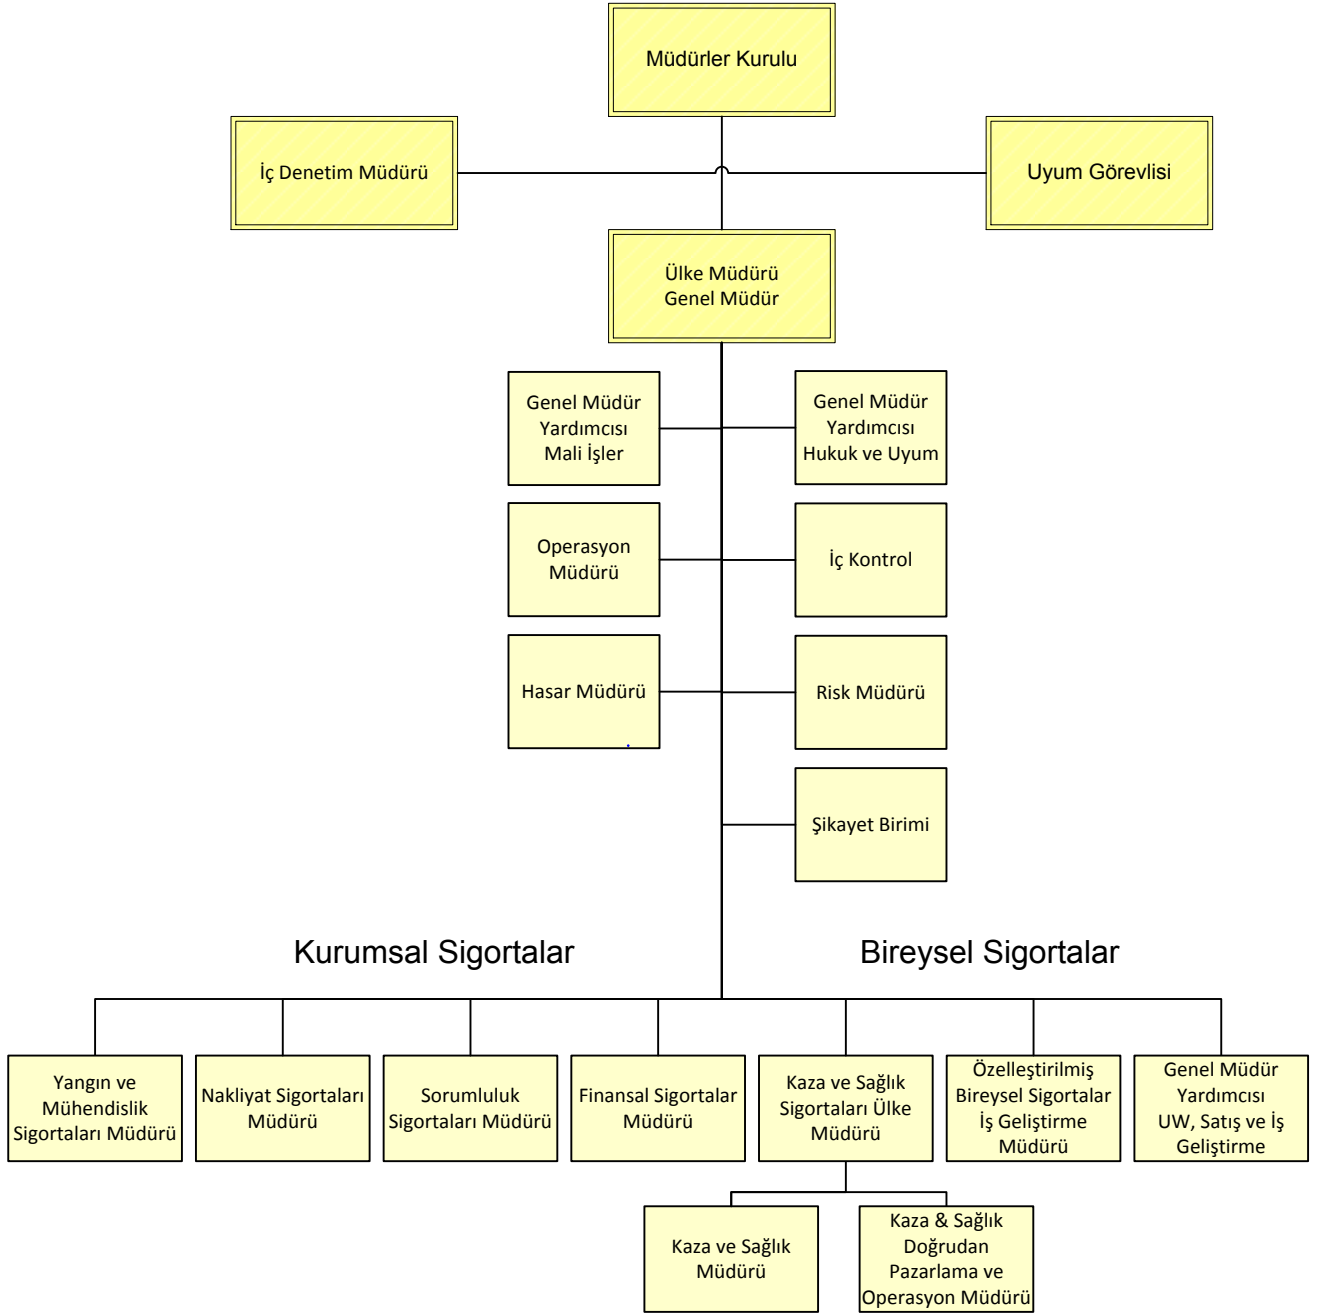 Müdürler Kurulu
İç Denetim Müdürü
Uyum Görevlisi
Ülke Müdürü
Genel Müdür
Genel Müdür
Yardımcısı
Mali İşler
Genel Müdür
Yardımcısı
Hukuk ve Uyum
Operasyon
Müdürü
İç Kontrol
Hasar Müdürü
Risk Müdürü
Şikayet Birimi
Kurumsal Sigortalar
Bireysel Sigortalar
Yangın ve
Mühendislik
Sigortaları Müdürü
Nakliyat Sigortaları
Müdürü
Sorumluluk
Sigortaları Müdürü
Finansal Sigortalar
Müdürü
Kaza ve Sağlık
Sigortaları Ülke
Müdürü
Özelleştirilmiş
Bireysel Sigortalar
İş Geliştirme
Müdürü
Genel Müdür
Yardımcısı
UW, Satış ve İş
Geliştirme
Kaza ve Sağlık
Müdürü
Kaza & Sağlık
Doğrudan
Pazarlama ve
Operasyon Müdürü